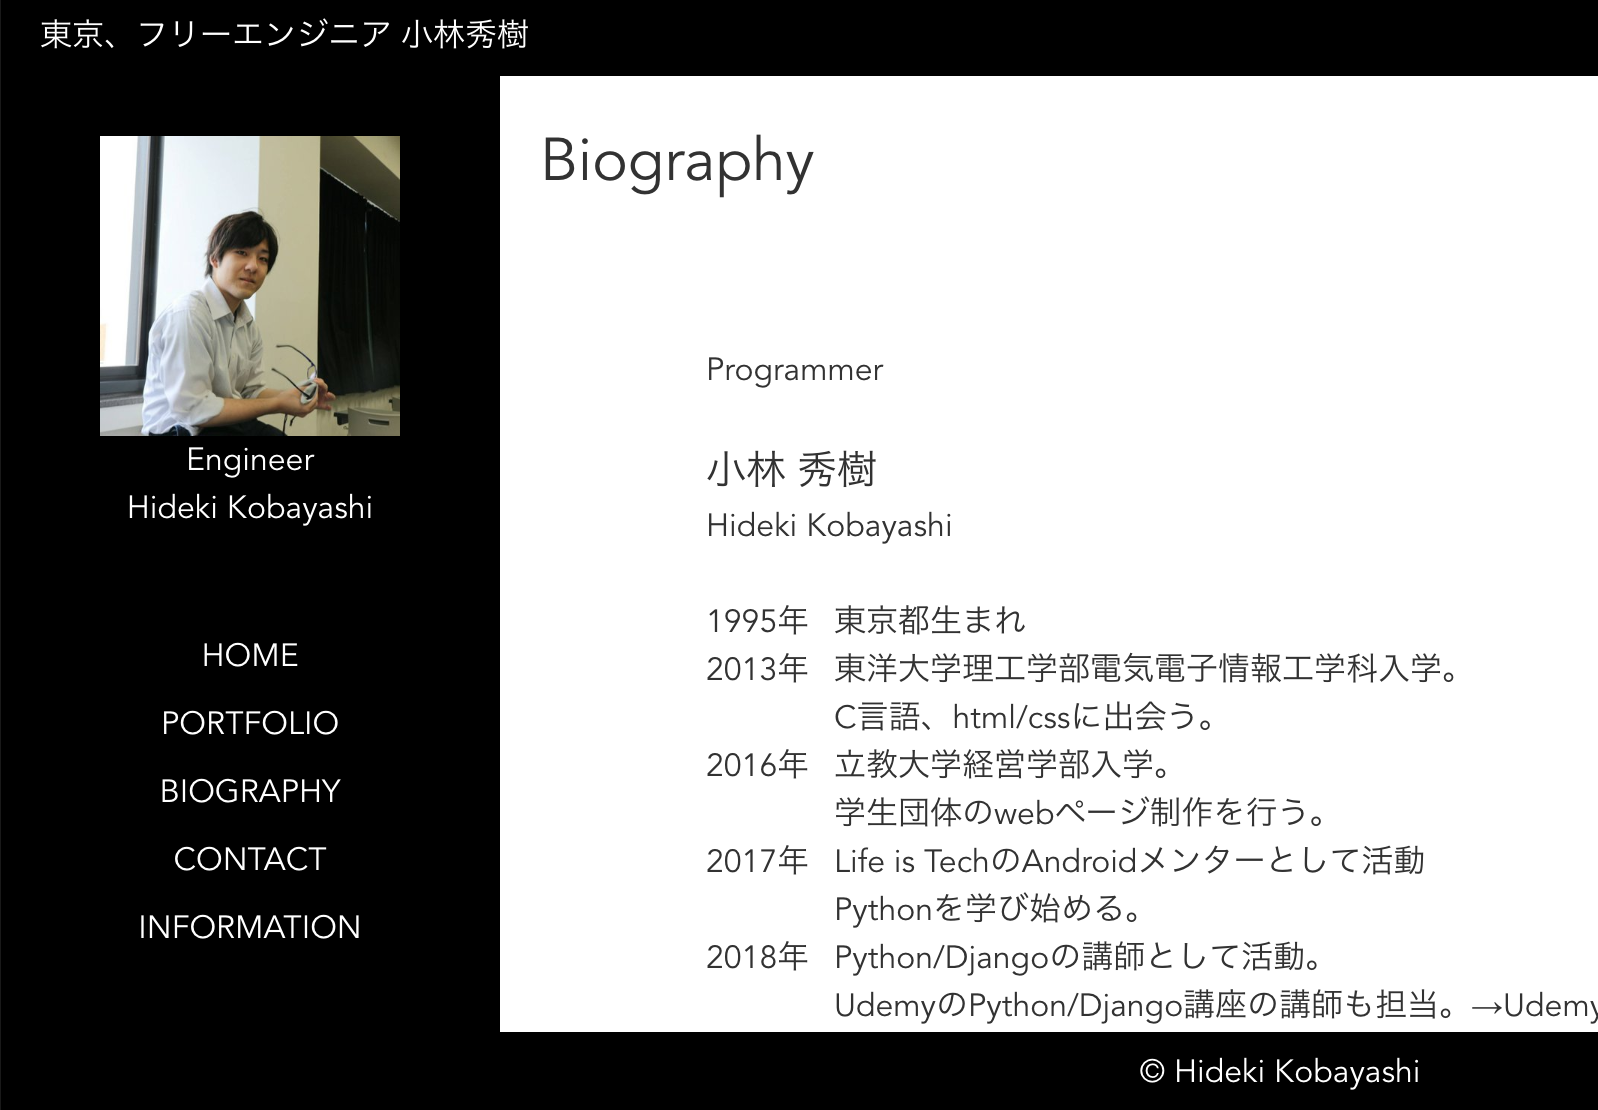 東京、フリーエンジニア 小林秀樹
Engineer
Hideki Kobayashi
HOME
PORTFOLIO
BIOGRAPHY
CONTACT
INFORMATION
Biography
Programmer
小林 秀樹
Hideki Kobayashi
1995年 東京都生まれ
2013年 東洋大学理工学部電気電子情報工学科入学。
C言語、html/cssに出会う。
2016年 立教大学経営学部入学。
学生団体のwebページ制作を行う。
2017年 Life is TechのAndroidメンターとして活動
Pythonを学び始める。
2018年 Python/Djangoの講師として活動。
UdemyのPython/Django講座の講師も担当。→Udemy
© Hideki Kobayashi